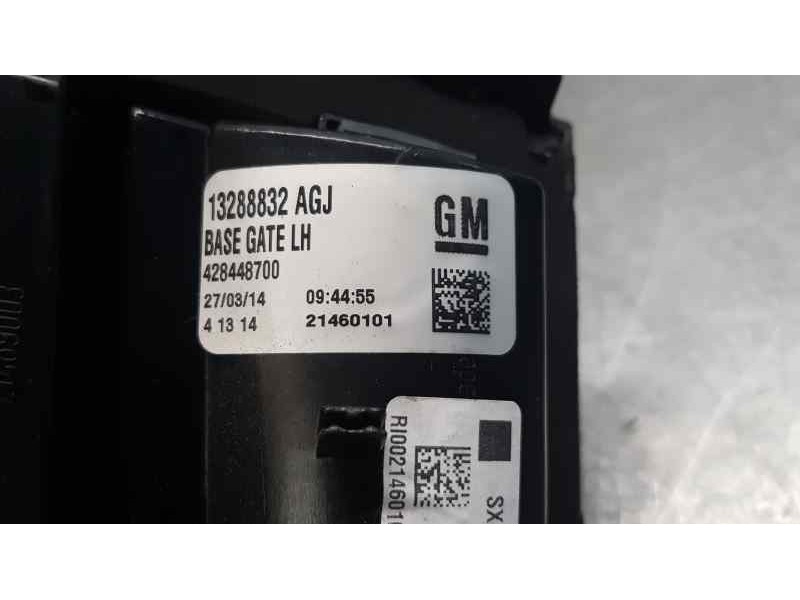 13288832 AGJ
GM
BASE GATE LH
428448700
27/03/14 09:44:55
4 13 14 21460101
SX